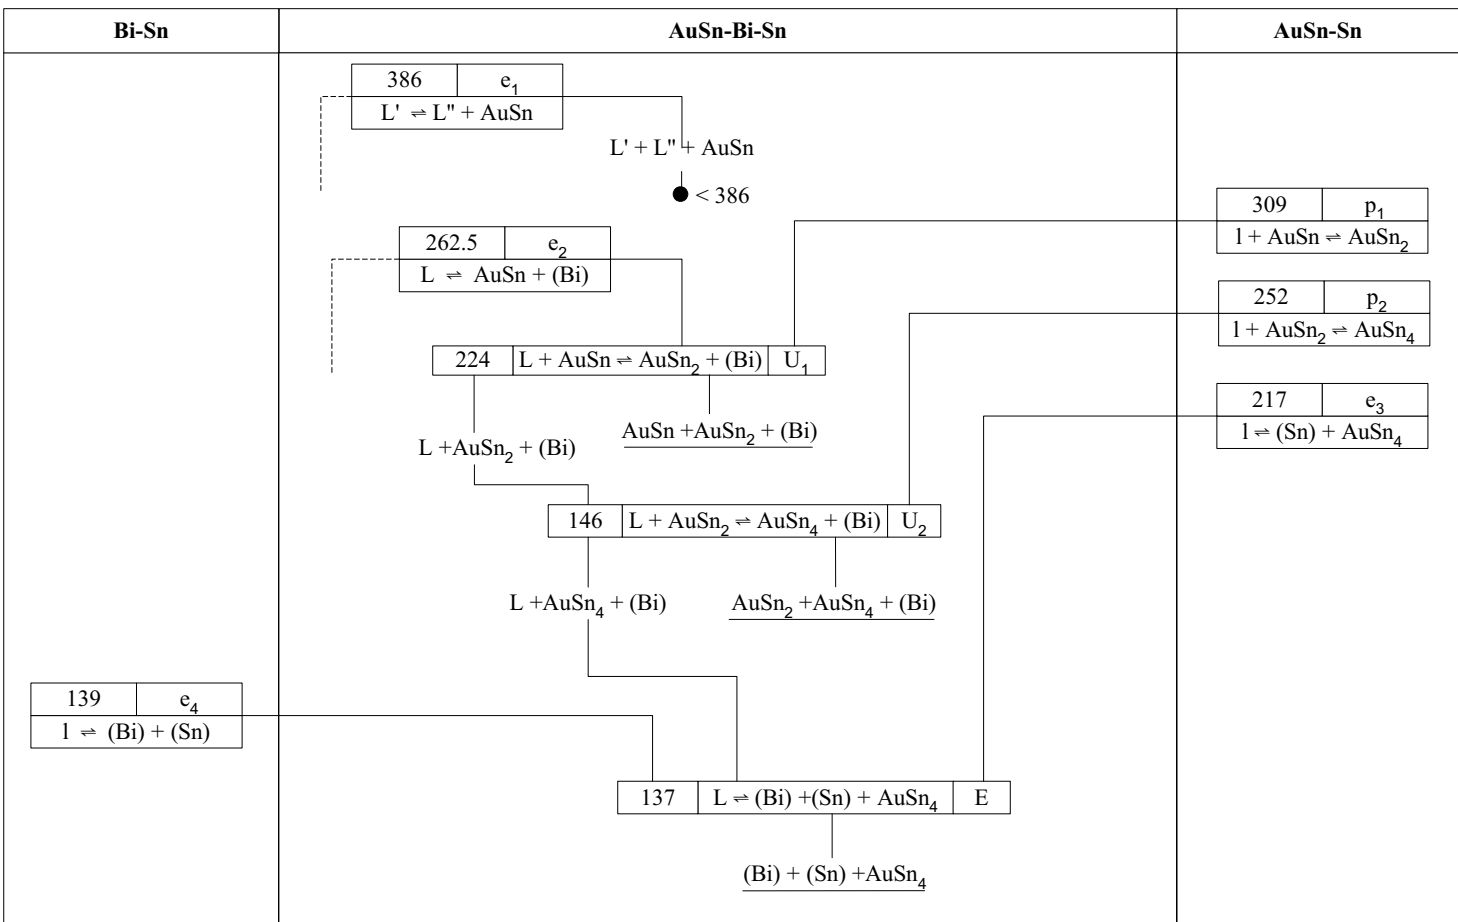 Bi-Sn
AuSn-Bi-Sn
AuSn-Sn
386 e₁
L' ⇌ L" + AuSn
L' + L" + AuSn
< 386
309 p₁
l + AuSn ⇌ AuSn₂
262.5 e₂
L ⇌ AuSn + (Bi)
252 p₂
l + AuSn₂ ⇌ AuSn₄
224 L + AuSn ⇌ AuSn₂ + (Bi) U₁
217 e₃
l ⇌ (Sn) + AuSn₄
AuSn +AuSn₂ + (Bi)
L +AuSn₂ + (Bi)
146 L + AuSn₂ ⇌ AuSn₄ + (Bi) U₂
L +AuSn₄ + (Bi)
AuSn₂ +AuSn₄ + (Bi)
139 e₄
l ⇌ (Bi) + (Sn)
137 L ⇌ (Bi) +(Sn) + AuSn₄ E
(Bi) + (Sn) +AuSn₄